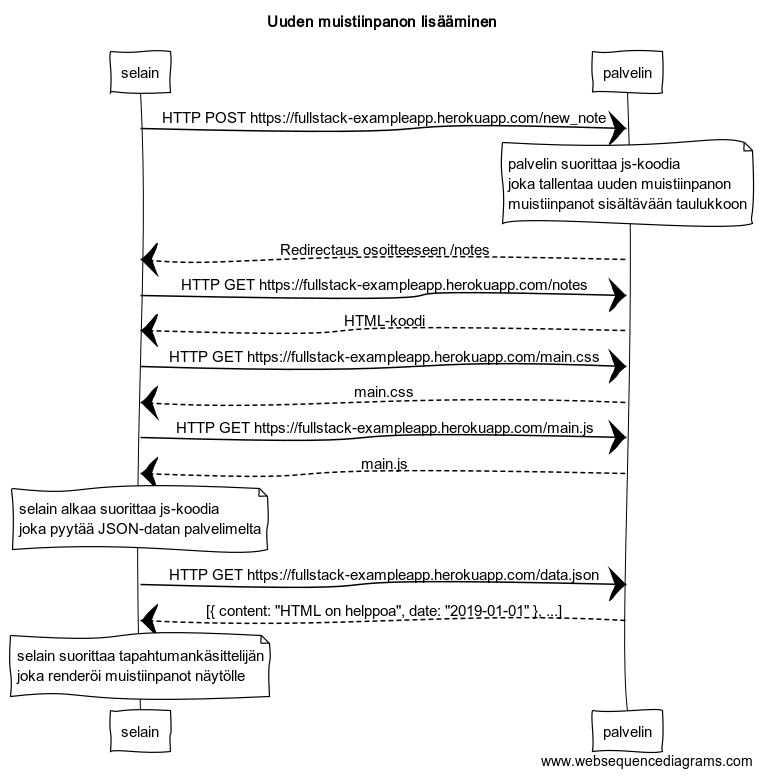 Uuden muistiinpanon lisääminen
selain
palvelin
HTTP POST https://fullstack-exampleapp.herokuapp.com/new_note
palvelin suorittaa js-koodia
joka tallentaa uuden muistiinpanon
muistiinpanot sisältävään taulukkoon
Redirectaus osoitteeseen /notes
HTTP GET https://fullstack-exampleapp.herokuapp.com/notes
HTML-koodi
HTTP GET https://fullstack-exampleapp.herokuapp.com/main.css
main.css
HTTP GET https://fullstack-exampleapp.herokuapp.com/main.js
main.js
selain alkaa suorittaa js-koodia
joka pyytää JSON-datan palvelimelta
HTTP GET https://fullstack-exampleapp.herokuapp.com/data.json
[{ content: "HTML on helppoa", date: "2019-01-01" }, ...]
selain suorittaa tapahtumankäsittelijän
joka renderöi muistiinpanot näytölle
selain
palvelin
www.websequencediagrams.com